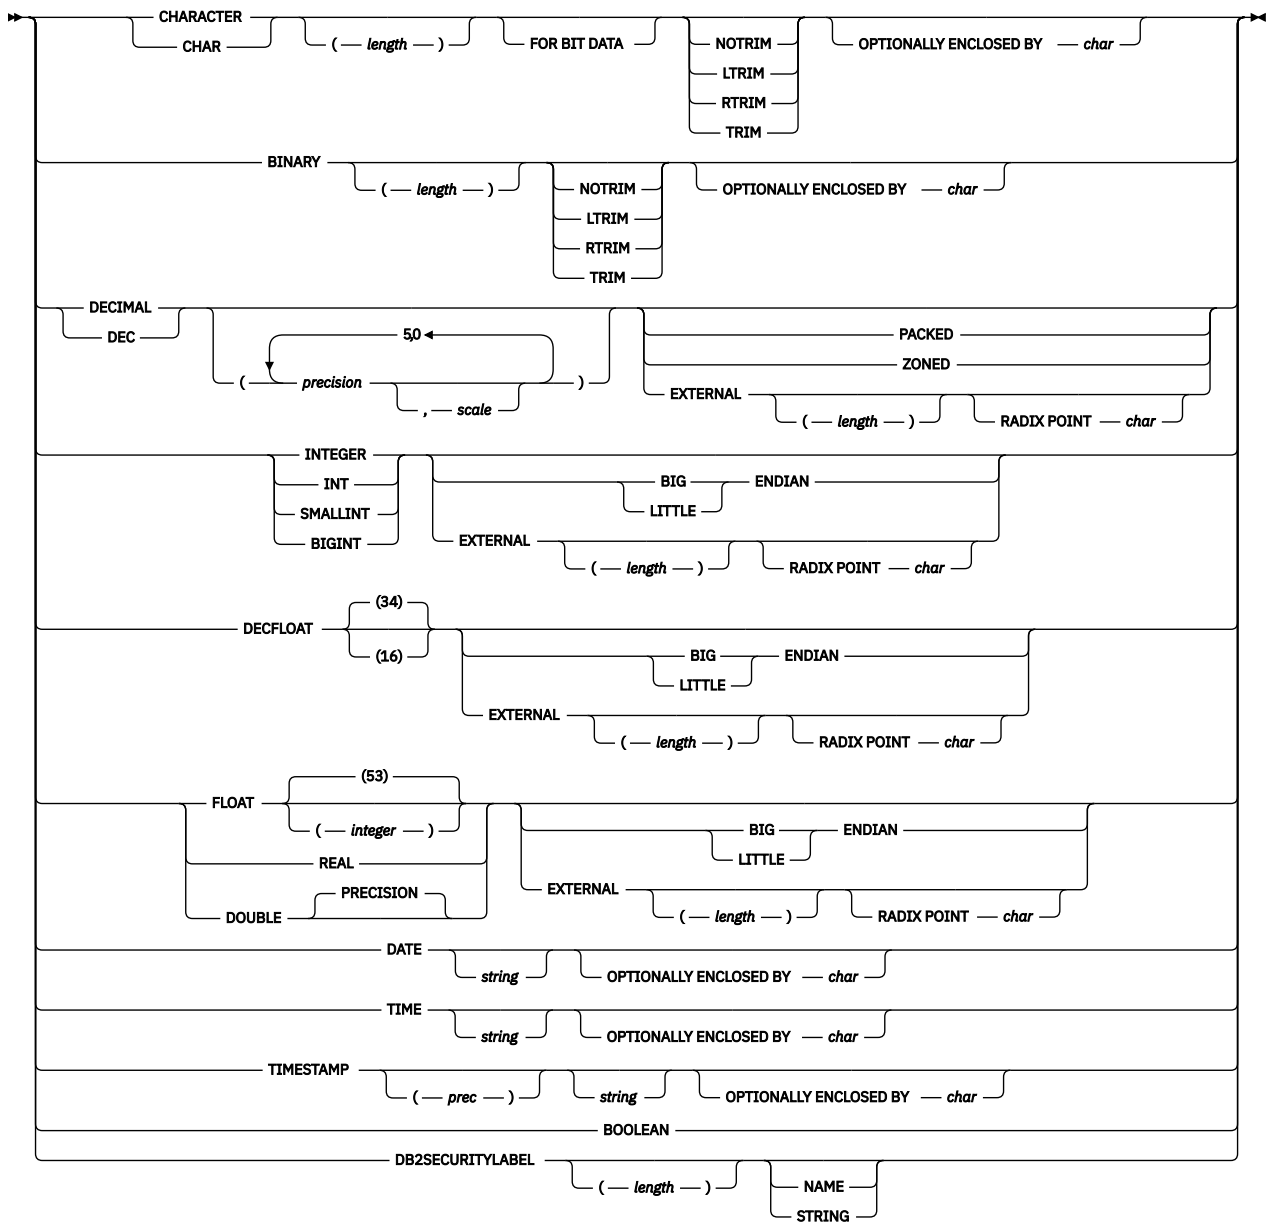 CHARACTER
CHAR ( length ) FOR BIT DATA NOTRIM OPTIONALLY ENCLOSED BY char
LTRIM
RTRIM
TRIM
BINARY
( length ) NOTRIM OPTIONALLY ENCLOSED BY char
LTRIM
RTRIM
TRIM
DECIMAL
DEC 5,0 PACKED
ZONED
( precision )
, scale
EXTERNAL
( length ) RADIX POINT char
INTEGER
INT BIG ENDIAN
SMALLINT LITTLE
BIGINT EXTERNAL
( length ) RADIX POINT char
(34)
DECFLOAT
(16) BIG ENDIAN
LITTLE
EXTERNAL
( length ) RADIX POINT char
(53)
FLOAT
( integer ) BIG ENDIAN
REAL LITTLE
PRECISION EXTERNAL
DOUBLE ( length ) RADIX POINT char
DATE
string OPTIONALLY ENCLOSED BY char
TIME
string OPTIONALLY ENCLOSED BY char
TIMESTAMP
( prec ) string OPTIONALLY ENCLOSED BY char
BOOLEAN
DB2SECURITYLABEL
( length ) NAME
STRING